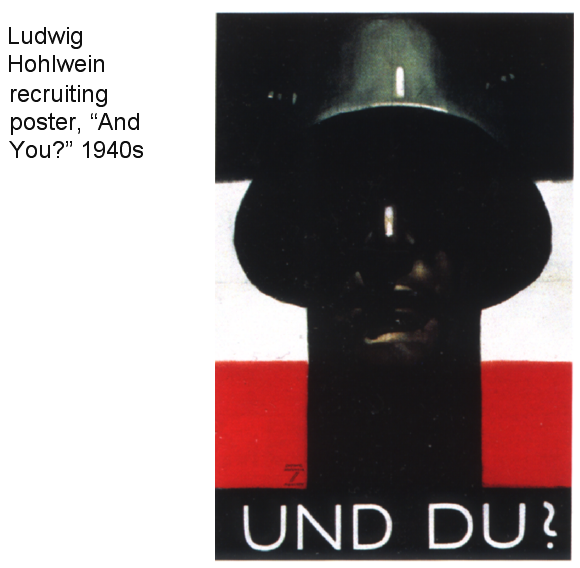 Ludwig
Hohlwein
recruiting
poster, “And
You?” 1940s
UND DU?